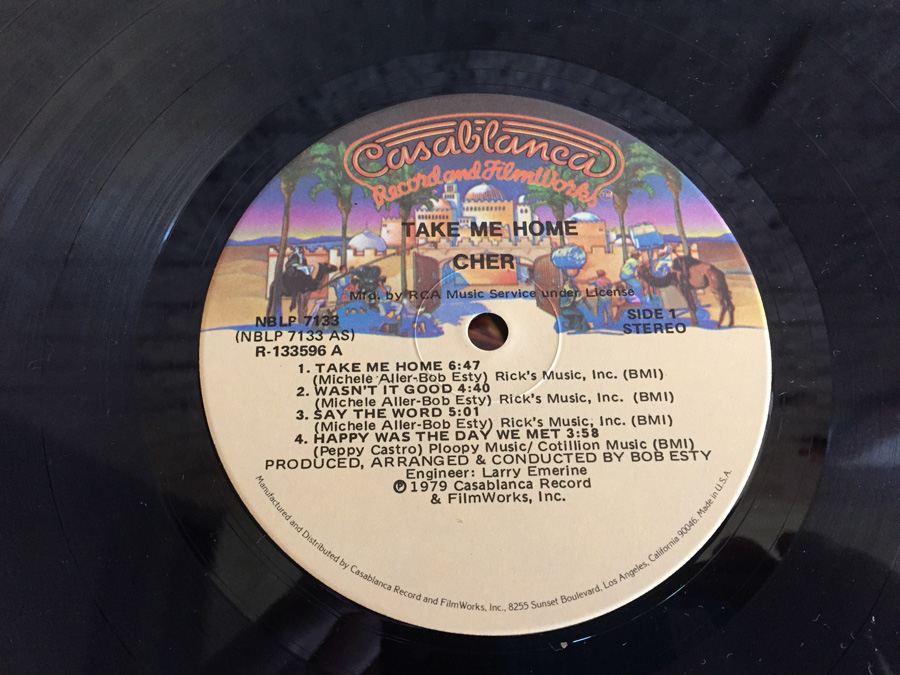 Casablanca
Record and FilmWorks TM
TAKE ME HOME
CHER
Mfd. by RCA Music Service under License
NBLP 7133
(NBLP 7133 AS)
R-133596 A
SIDE 1
STEREO
1. TAKE ME HOME 6:47
(Michele Aller-Bob Esty) Rick's Music, Inc. (BMI)
2. WASN'T IT GOOD 4:40
(Michele Aller-Bob Esty) Rick's Music, Inc. (BMI)
3. SAY THE WORD 5:01
(Michele Aller-Bob Esty) Rick's Music, Inc. (BMI)
4. HAPPY WAS THE DAY WE MET 3:58
(Peppy Castro) Ploopy Music/ Cotillion Music (BMI)
PRODUCED, ARRANGED & CONDUCTED BY BOB ESTY
Engineer: Larry Emerine
℗ 1979 Casablanca Record
& FilmWorks, Inc.
Manufactured and Distributed by Casablanca Record and FilmWorks, Inc., 8255 Sunset Boulevard, Los Angeles, California 90046. Made in U.S.A.